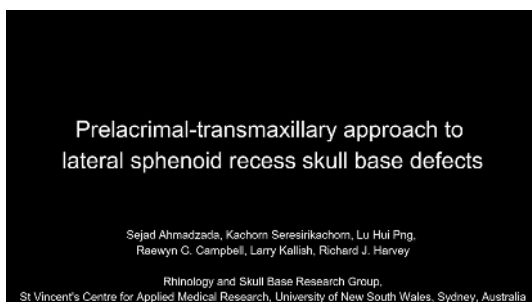 Prelacrimal-transmaxillary approach to
lateral sphenoid recess skull base defects
Sejad Ahmadzada, Kachorn Seresirikachorn, Lu Hui Png,
Raewyn G. Campbell, Larry Kallish, Richard J. Harvey
Rhinology and Skull Base Research Group,
St Vincent's Centre for Applied Medical Research, University of New South Wales, Sydney, Australia